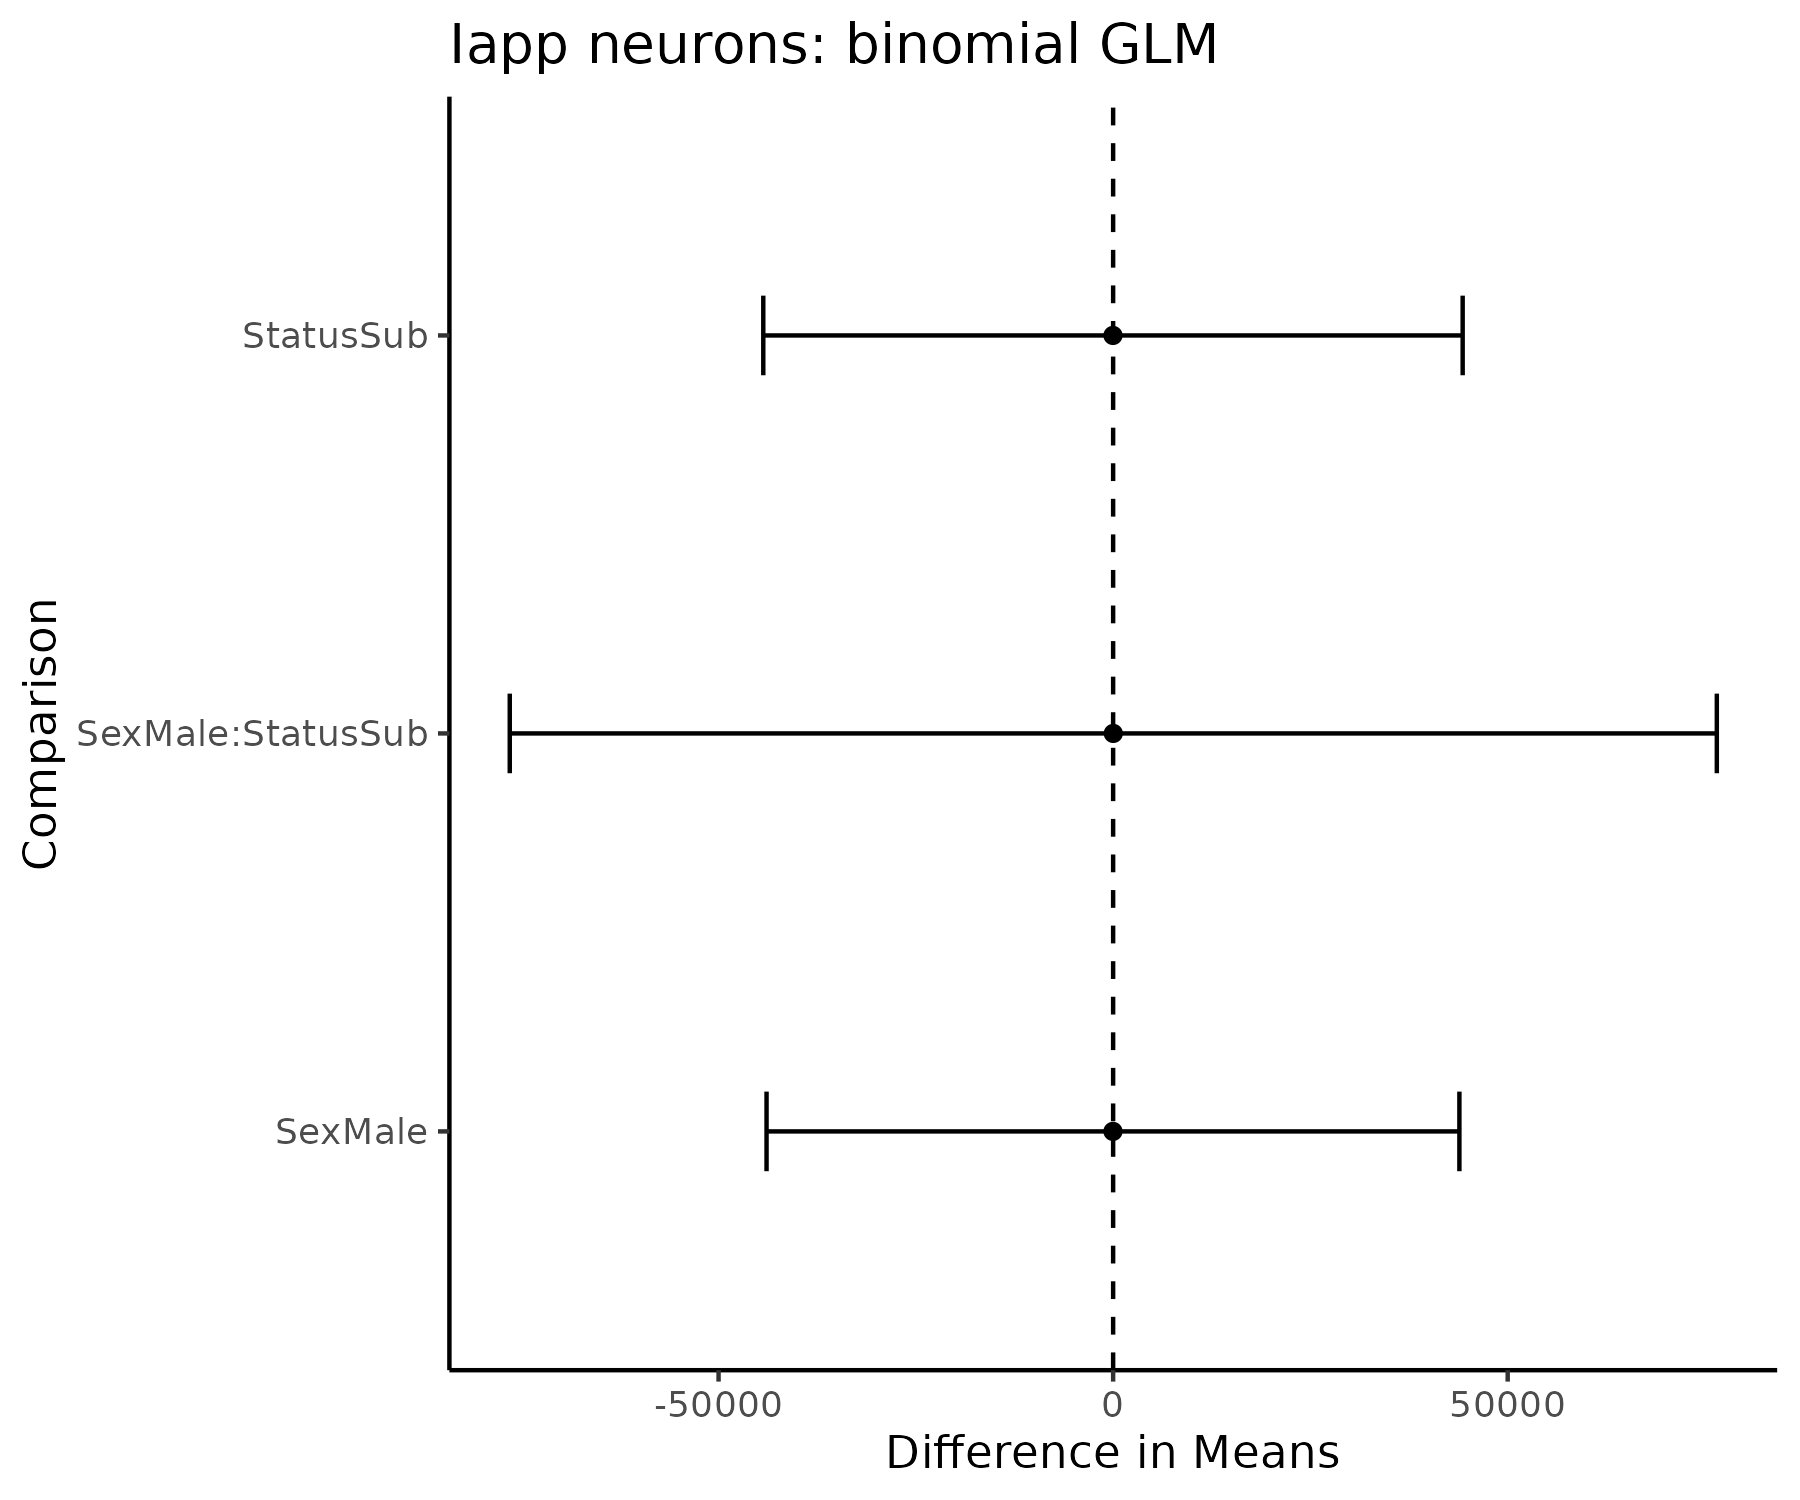 Iapp neurons: binomial GLM
Comparison
StatusSub
SexMale:StatusSub
SexMale
-50000 0 50000
Difference in Means